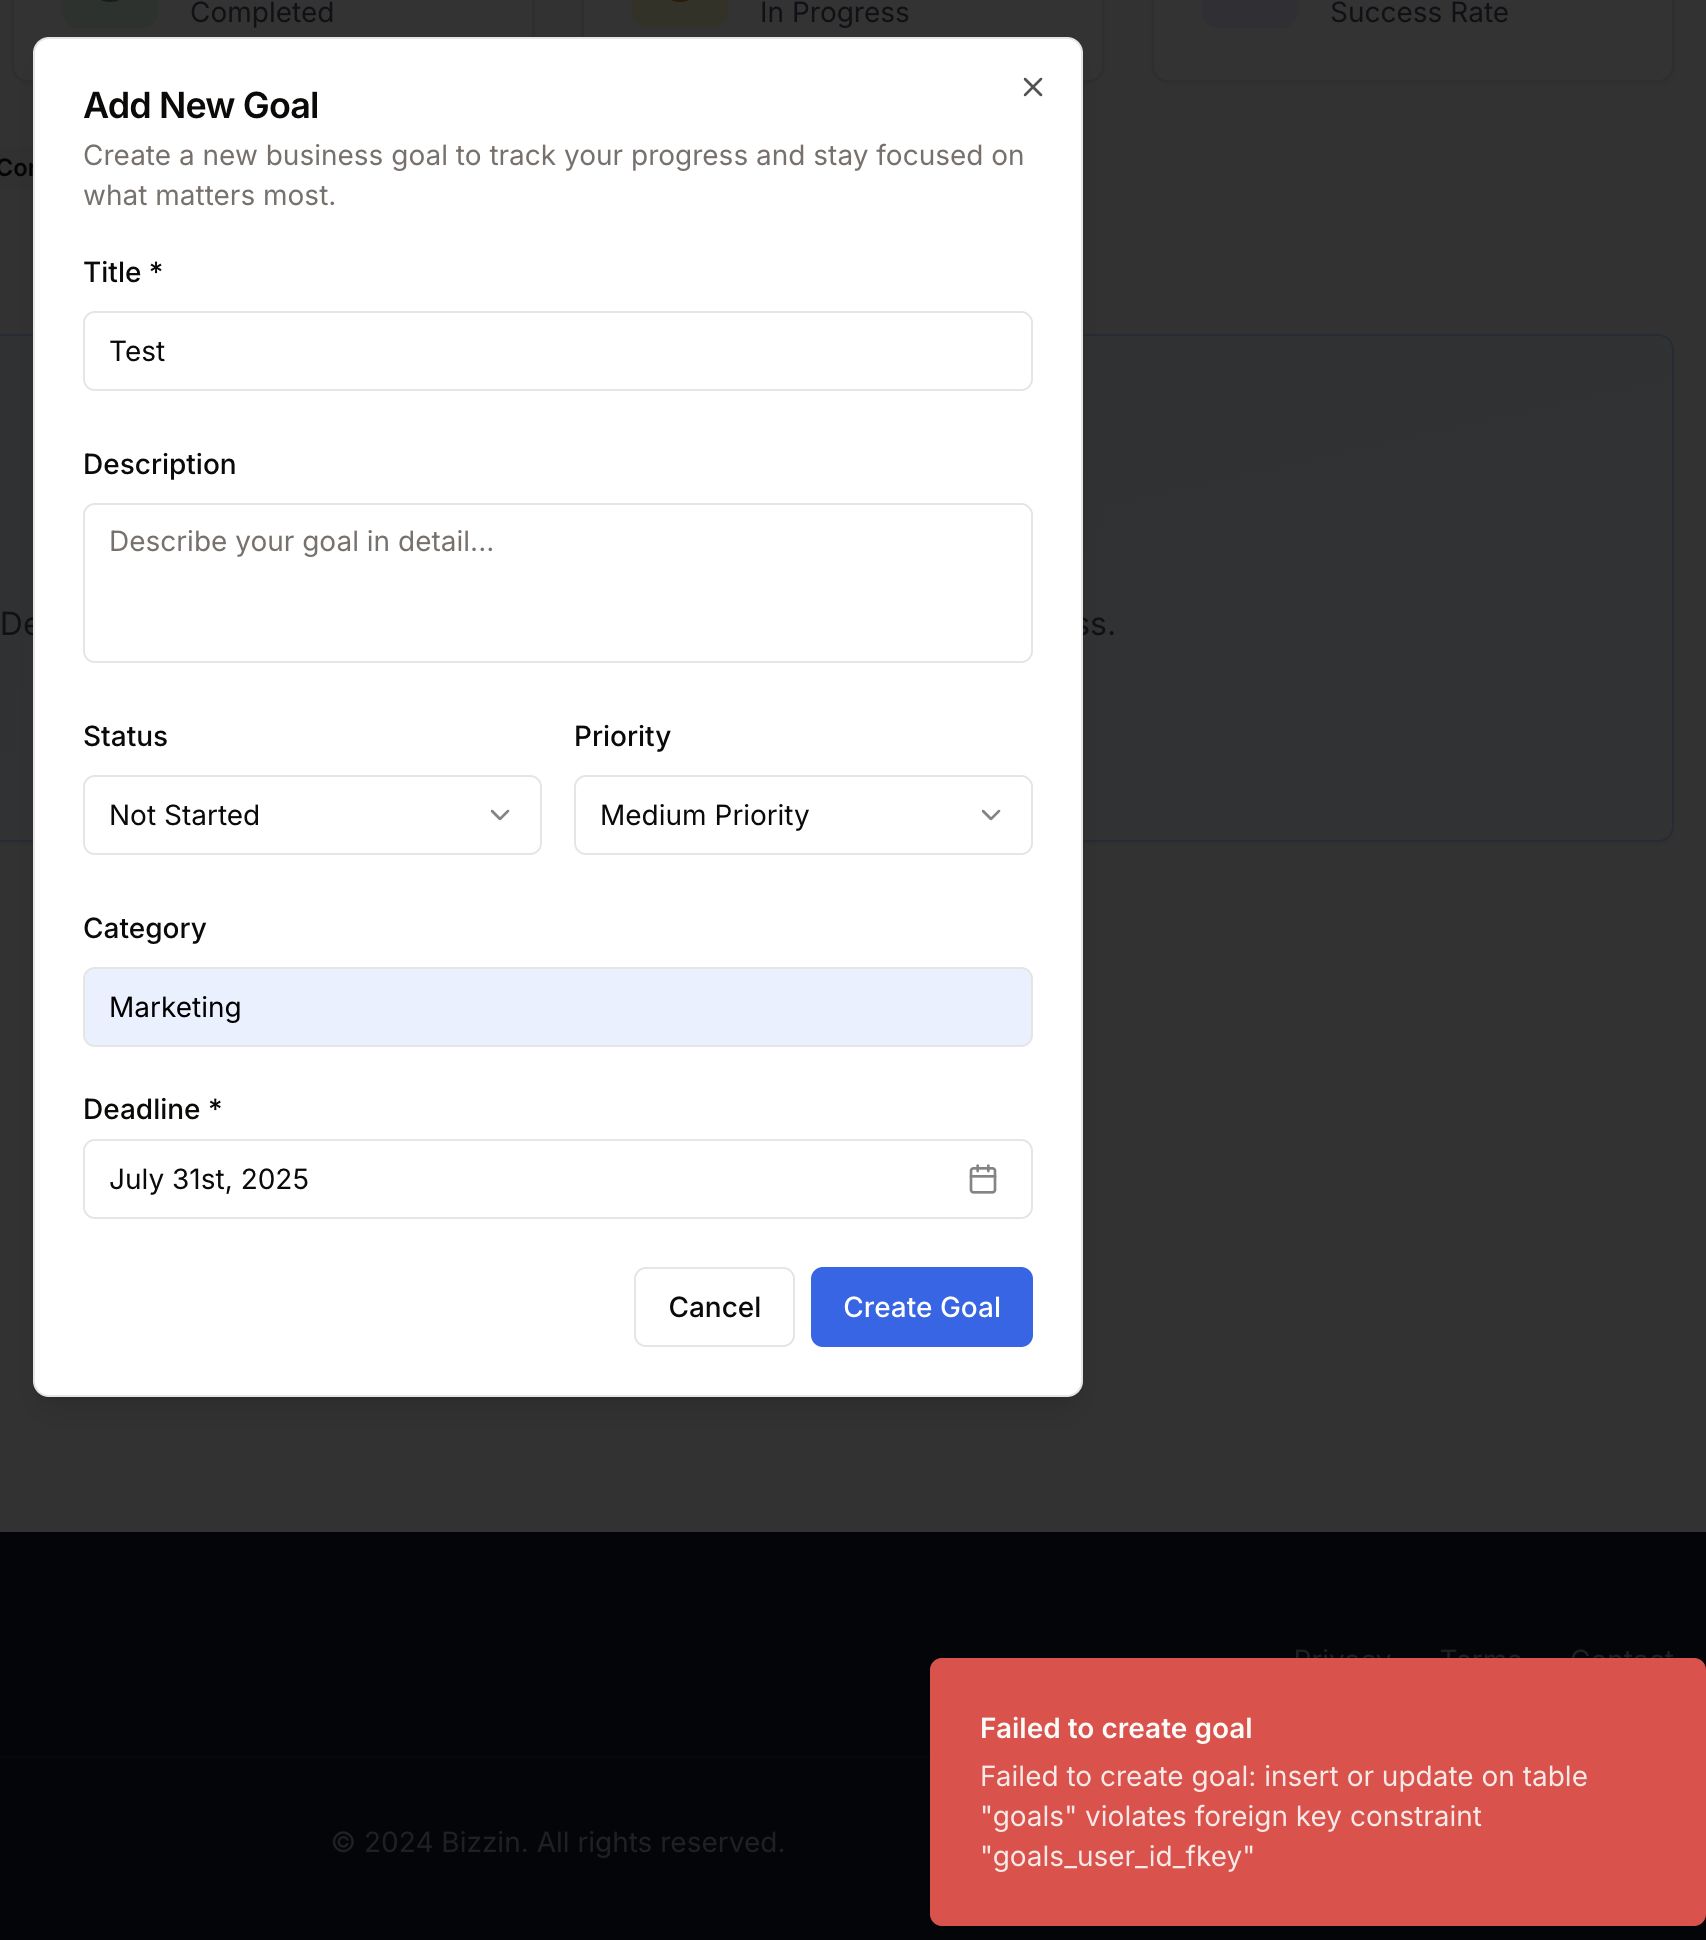 Completed
In Progress
Success Rate
Add New Goal
Create a new business goal to track your progress and stay focused on
what matters most.
Title *
Test
Description
Describe your goal in detail...
Status
Priority
Not Started
Medium Priority
Category
Marketing
Deadline *
July 31st, 2025
Cancel
Create Goal
Privacy Terms Contact
Failed to create goal
Failed to create goal: insert or update on table
"goals" violates foreign key constraint
"goals_user_id_fkey"
© 2024 Bizzin. All rights reserved.